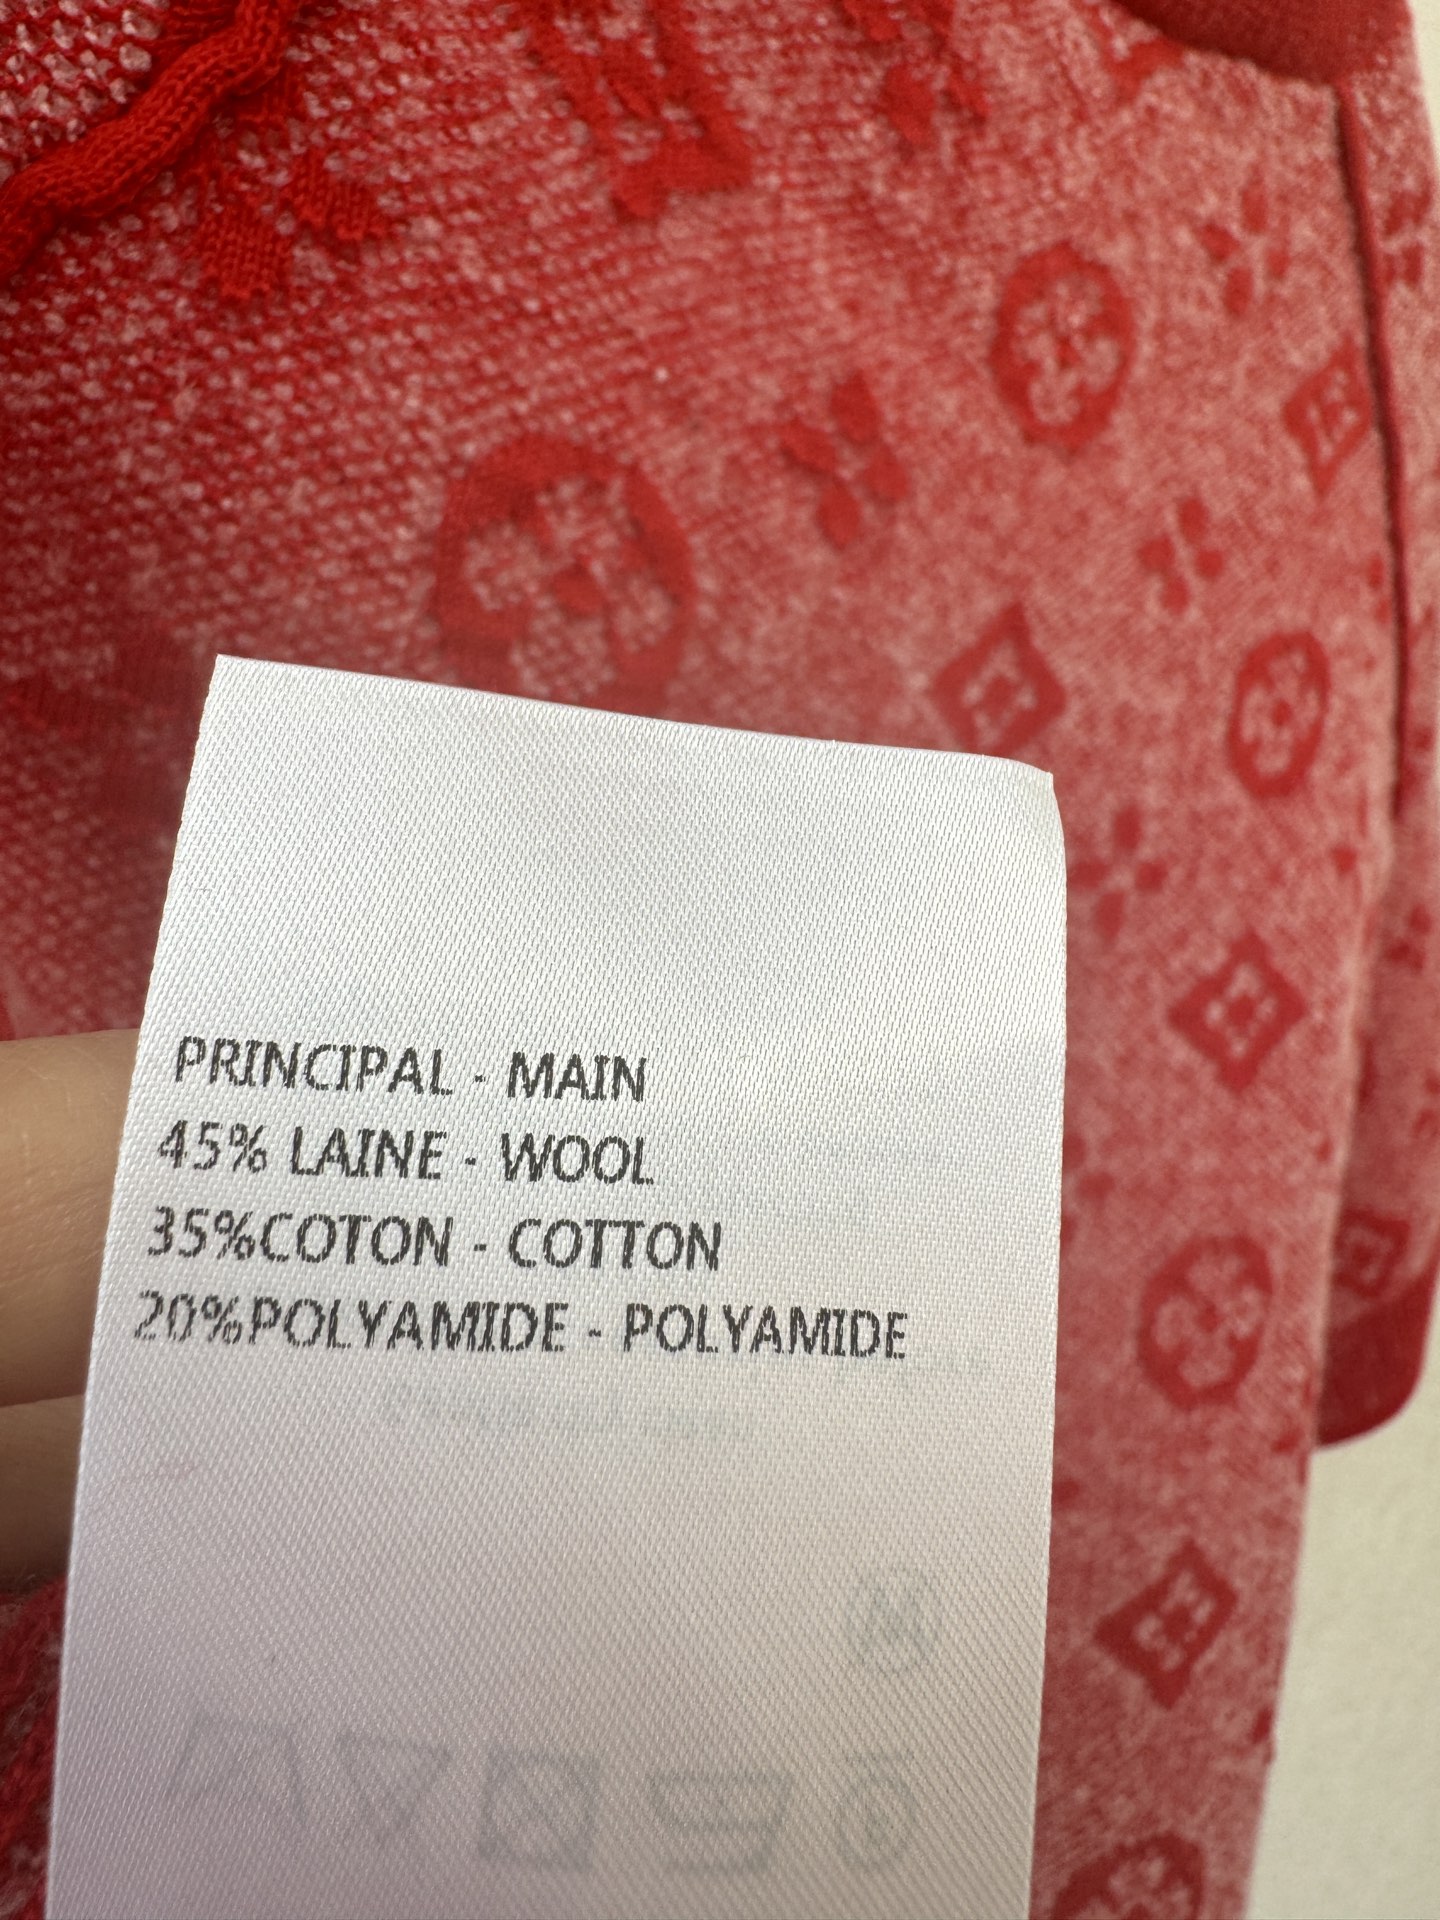 PRINCIPAL - MAIN
45% LAINE - WOOL
35%COTON - COTTON
20%POLYAMIDE - POLYAMIDE